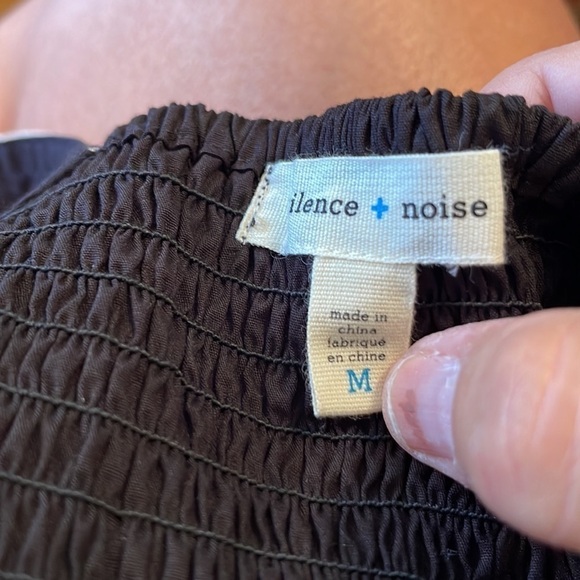 ilence + noise
made in
china
fabriqué
en chine
M